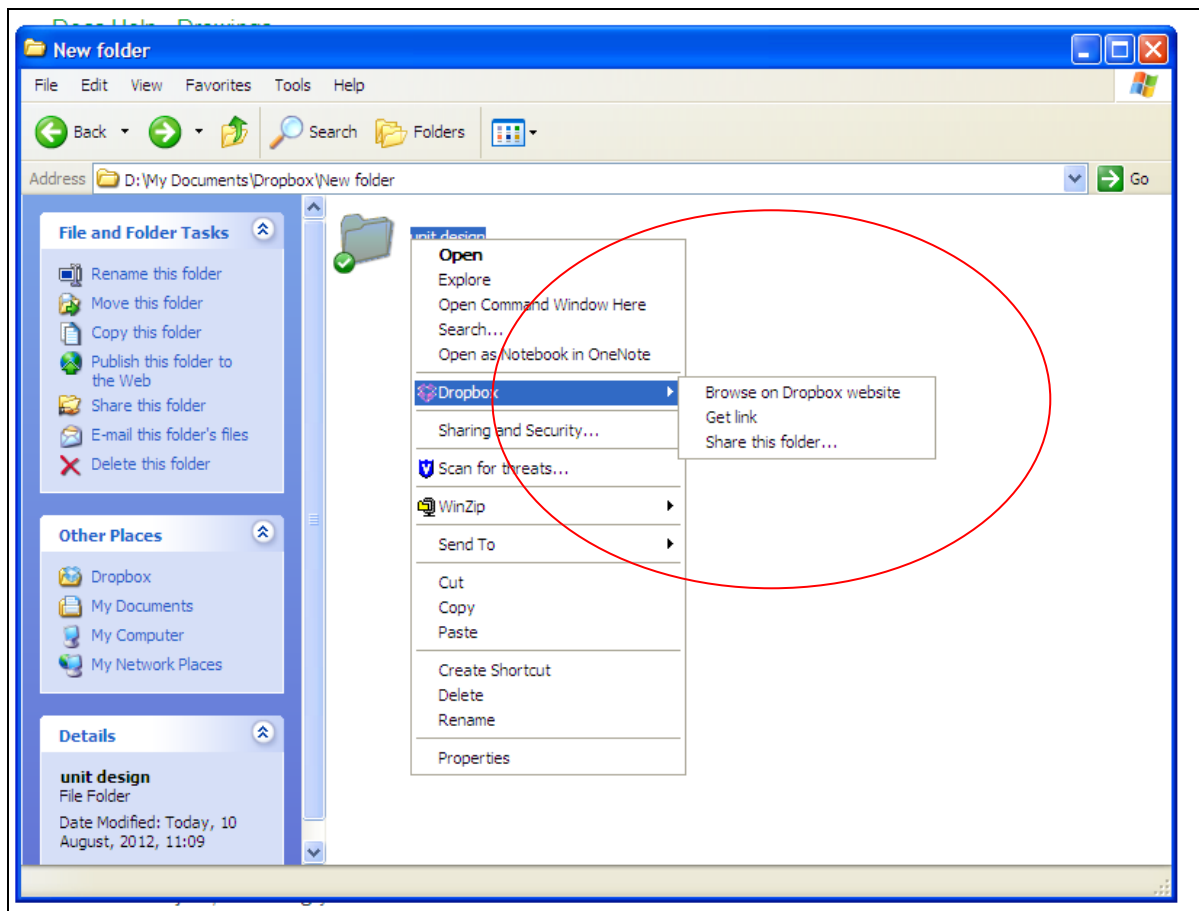 Docs Help - Drawings
New folder
File Edit View Favorites Tools Help
Back Search Folders
Address D:\My Documents\Dropbox\New folder Go
File and Folder Tasks
Rename this folder
Move this folder
Copy this folder
Publish this folder to
the Web
Share this folder
E-mail this folder's files
Delete this folder
Other Places
Dropbox
My Documents
My Computer
My Network Places
Details
unit design
File Folder
Date Modified: Today, 10
August, 2012, 11:09
unit design
Open
Explore
Open Command Window Here
Search...
Open as Notebook in OneNote
Dropbox
Sharing and Security...
Scan for threats...
WinZip
Send To
Cut
Copy
Paste
Create Shortcut
Delete
Rename
Properties
Browse on Dropbox website
Get link
Share this folder...